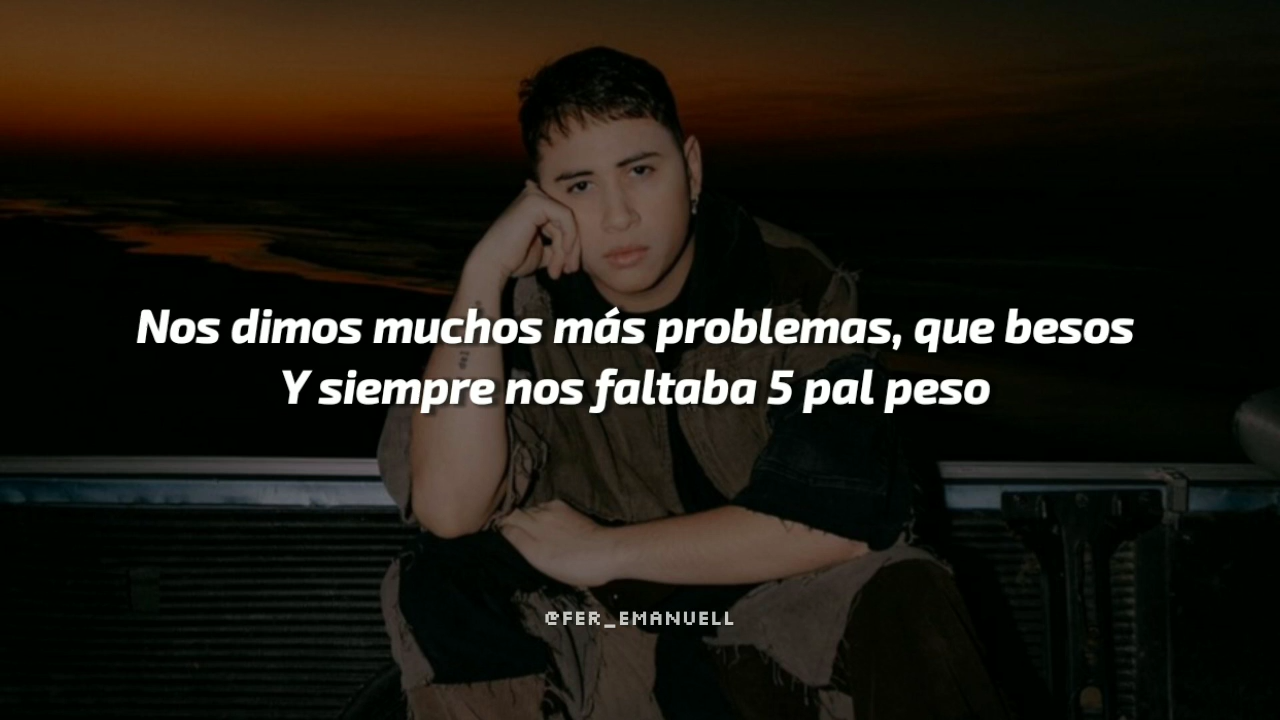 Nos dimos muchos más problemas, que besos
Y siempre nos faltaba 5 pal peso
@FER_EMANUELL